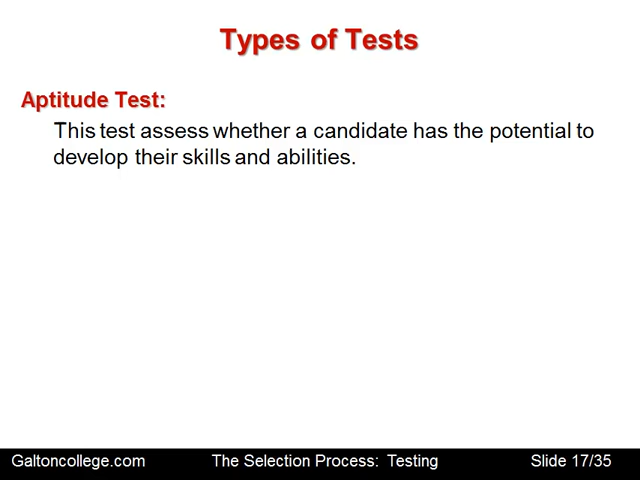 Types of Tests
Aptitude Test:
This test assess whether a candidate has the potential to
develop their skills and abilities.
Galtoncollege.com The Selection Process: Testing Slide 17/35